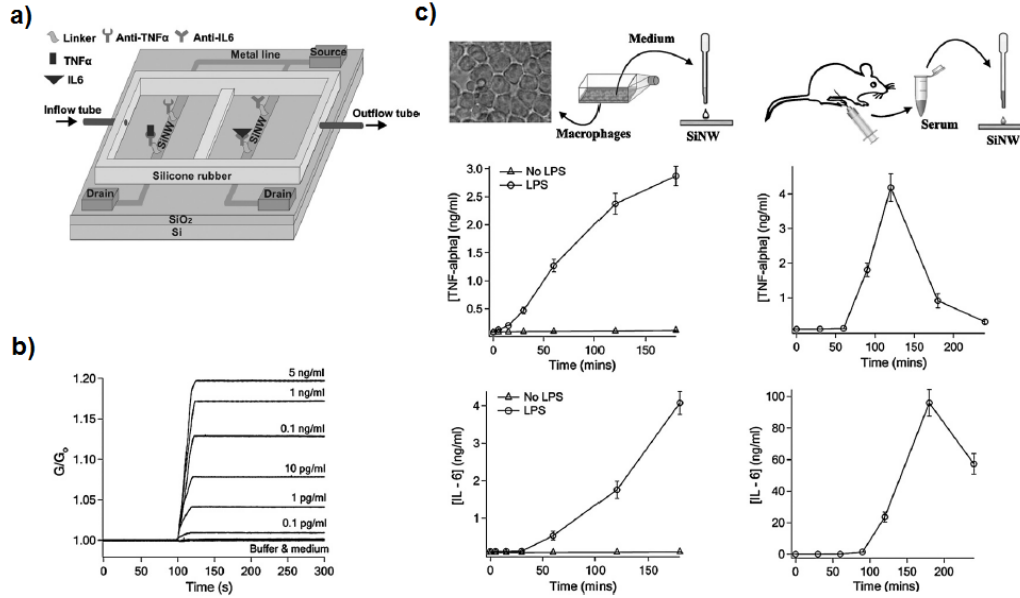 a)
Linker Anti-TNFα Anti-IL6
TNFα
IL6
Metal line
Source
Inflow tube
Outflow tube
SiNW
SiNW
Silicone rubber
Drain
Drain
SiO₂
Si
b)
G/G₀
1.20
1.15
1.10
1.05
1.00
5 ng/ml
1 ng/ml
0.1 ng/ml
10 pg/ml
1 pg/ml
0.1 pg/ml
Buffer & medium
0 50 100 150 200 250 300
Time (s)
c)
Medium
Macrophages
SiNW
Serum
SiNW
[TNF-alpha] (ng/ml)
3.0
2.5
2.0
1.5
1.0
0.5
No LPS
LPS
0 50 100 150
Time (mins)
[TNF-alpha] (ng/ml)
4
3
2
1
0 50 100 150 200
Time (mins)
[IL - 6] (ng/ml)
4
2
1
No LPS
LPS
0 50 100 150
Time (mins)
[IL - 6] (ng/ml)
100
80
60
40
20
0
0 50 100 150 200
Time (mins)